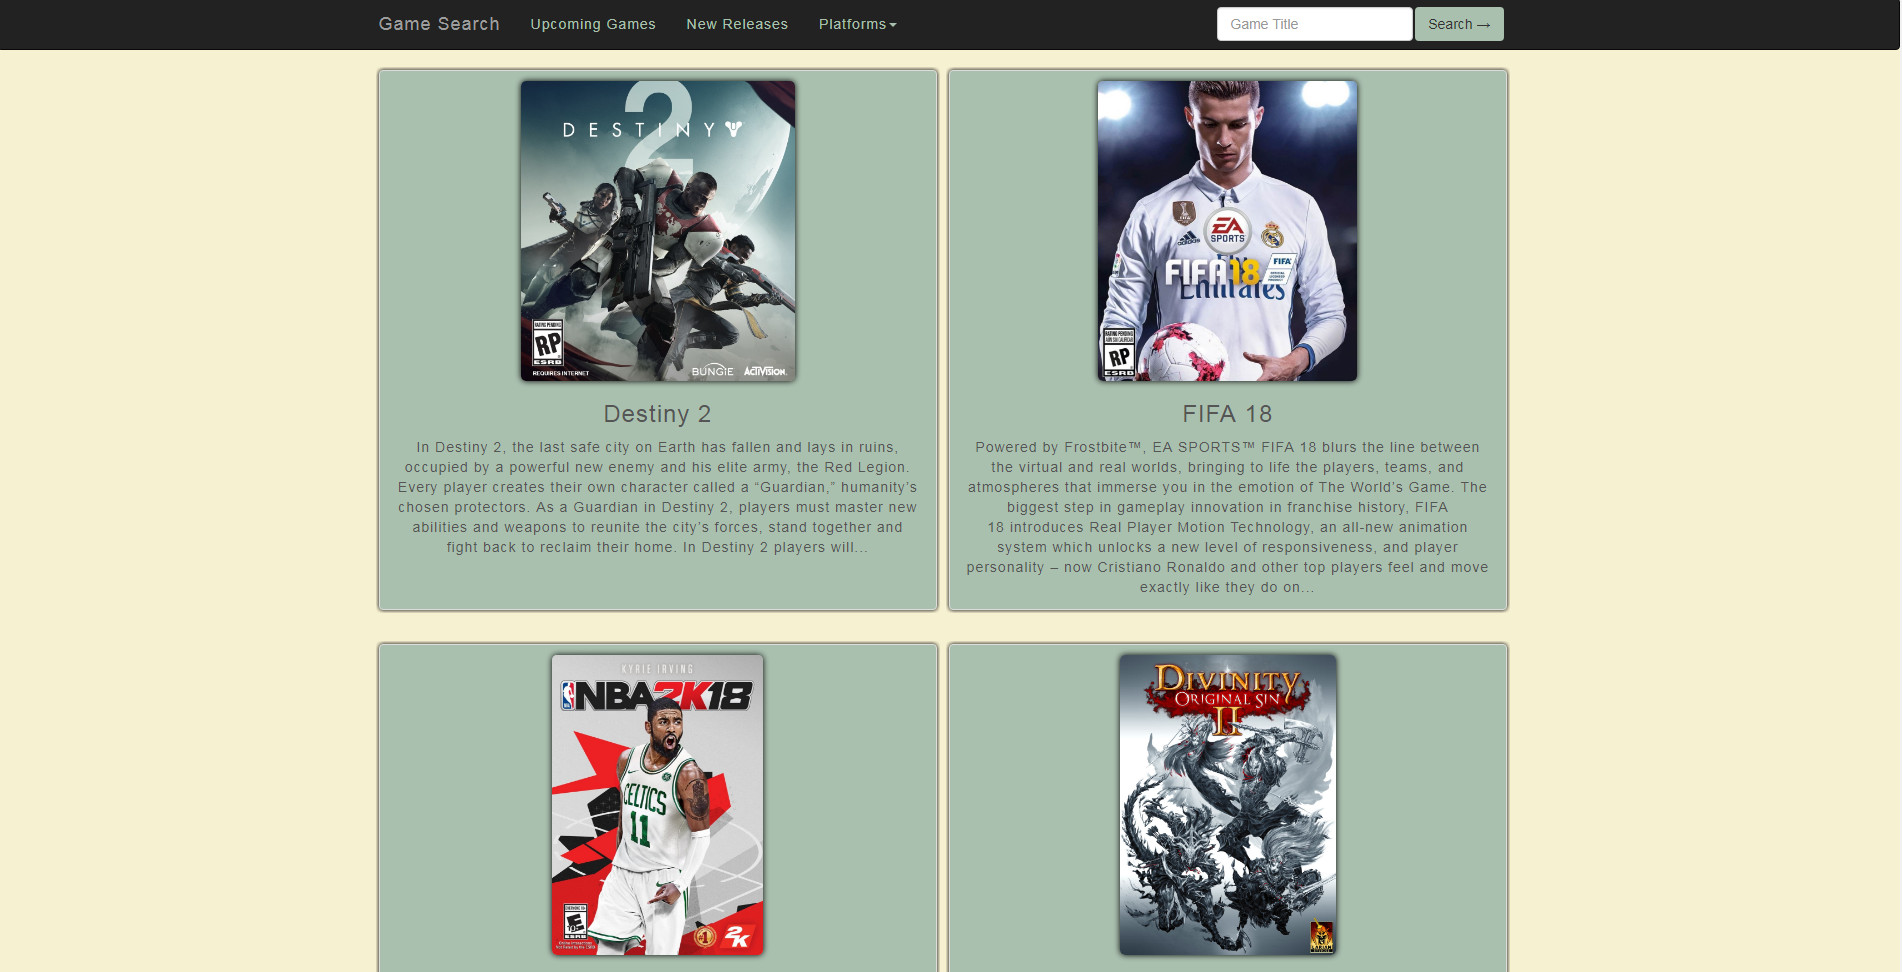 Game Search
Upcoming Games
New Releases
Platforms
Game Title
Search →
2
DESTINY
RATING PENDING
RP
ESRB
REQUIRES INTERNET
BUNGiE
ACTIVISION.
Destiny 2
In Destiny 2, the last safe city on Earth has fallen and lays in ruins,
occupied by a powerful new enemy and his elite army, the Red Legion.
Every player creates their own character called a “Guardian,” humanity’s
chosen protectors. As a Guardian in Destiny 2, players must master new
abilities and weapons to reunite the city’s forces, stand together and
fight back to reclaim their home. In Destiny 2 players will...
FIFA
adidas
EA
SPORTS
FIFA 18
FIFA
Fly
Emirates
RATING PENDING
RP
ESRB
FIFA 18
Powered by Frostbite™, EA SPORTS™ FIFA 18 blurs the line between
the virtual and real worlds, bringing to life the players, teams, and
atmospheres that immerse you in the emotion of The World’s Game. The
biggest step in gameplay innovation in franchise history, FIFA
18 introduces Real Player Motion Technology, an all-new animation
system which unlocks a new level of responsiveness, and player
personality – now Cristiano Ronaldo and other top players feel and move
exactly like they do on...
KYRIE IRVING
NBA 2K18
CELTICS
11
E
ESRB
#1
2K
DIVINITY
ORIGINAL SIN
II